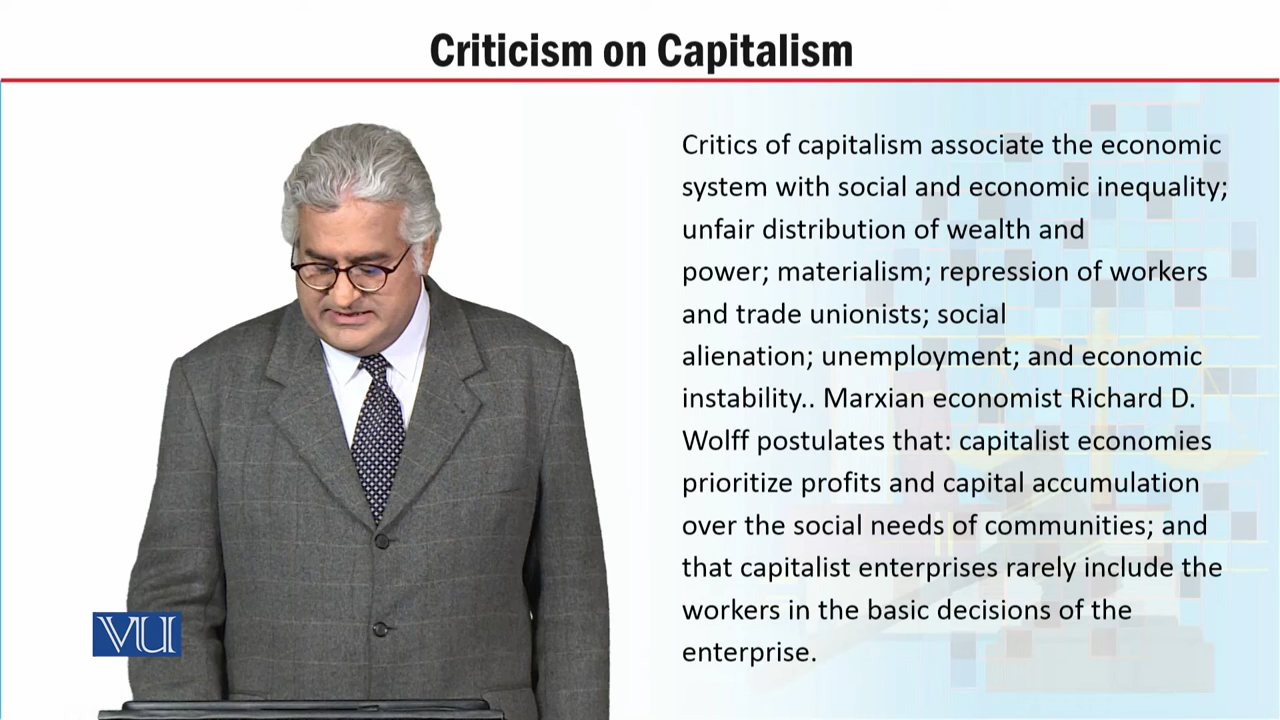 Criticism on Capitalism
Critics of capitalism associate the economic
system with social and economic inequality;
unfair distribution of wealth and
power; materialism; repression of workers
and trade unionists; social
alienation; unemployment; and economic
instability.. Marxian economist Richard D.
Wolff postulates that: capitalist economies
prioritize profits and capital accumulation
over the social needs of communities; and
that capitalist enterprises rarely include the
workers in the basic decisions of the
enterprise.
VU